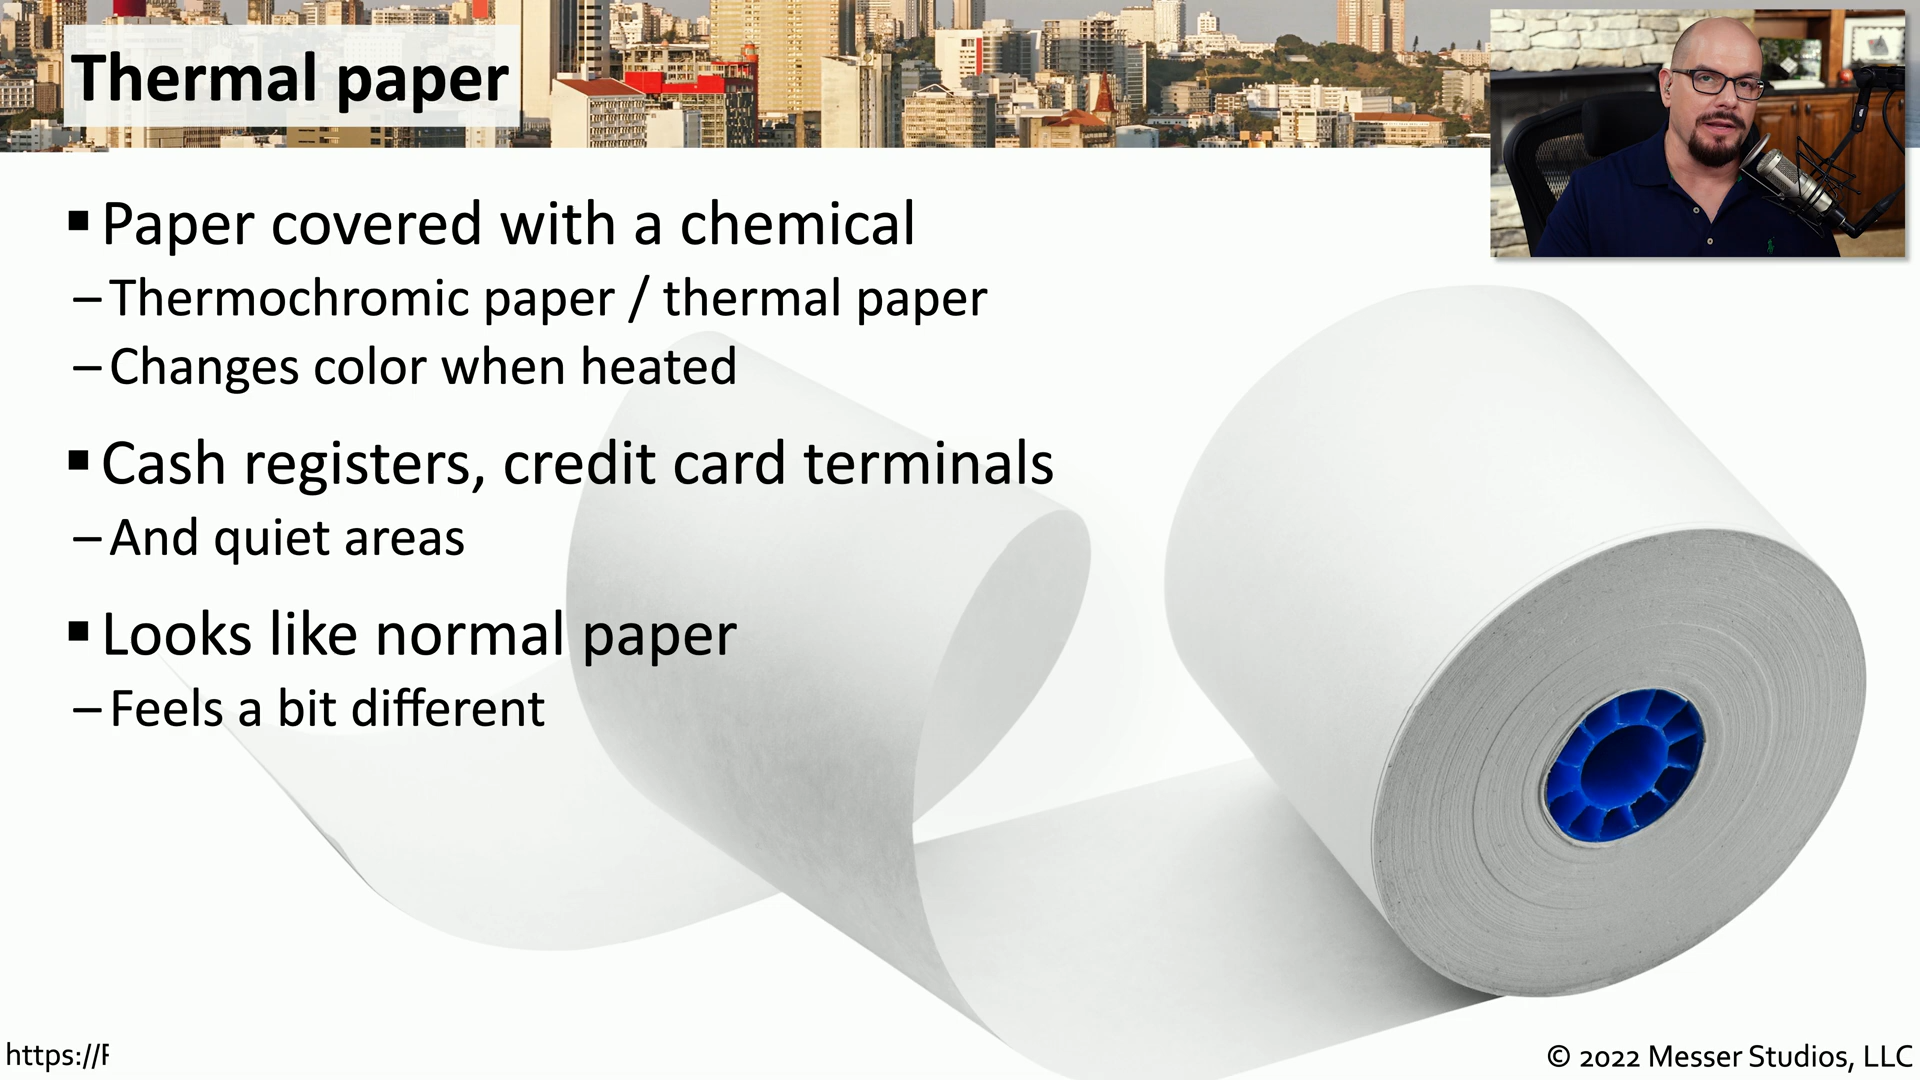 Thermal paper
▪ Paper covered with a chemical
– Thermochromic paper / thermal paper
– Changes color when heated
▪ Cash registers, credit card terminals
– And quiet areas
▪ Looks like normal paper
– Feels a bit different
https://
© 2022 Messer Studios, LLC